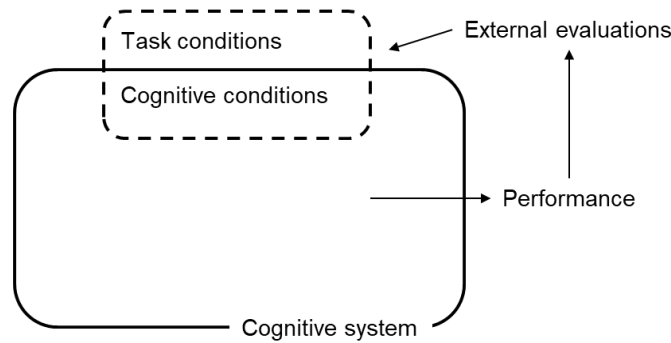 Task conditions
External evaluations
Cognitive conditions
Performance
Cognitive system